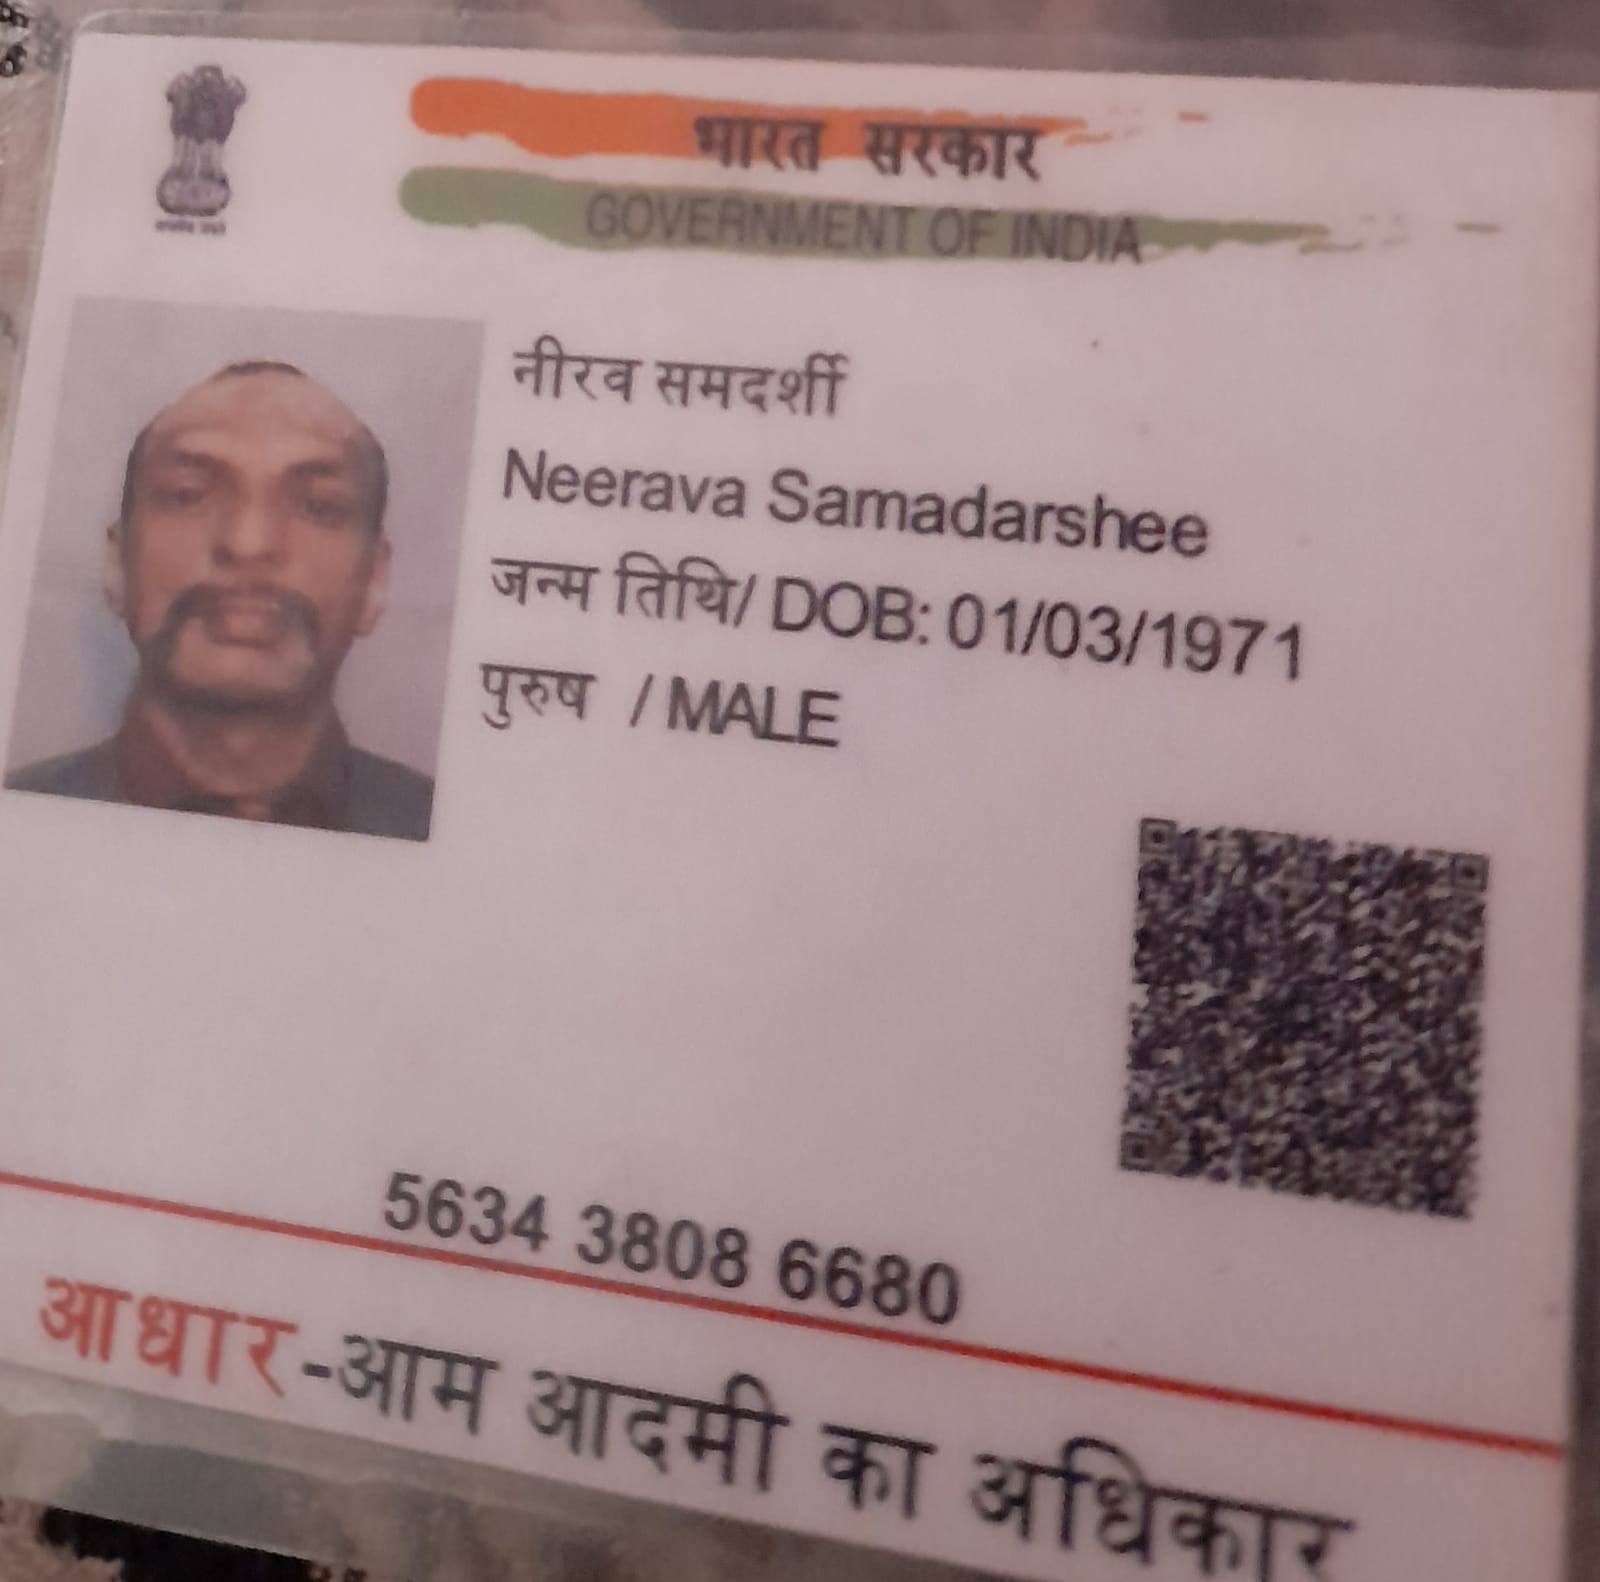 भारत सरकार
GOVERNMENT OF INDIA
नीरव समदर्शी
Neerava Samadarshee
जन्म तिथि/ DOB: 01/03/1971
पुरुष / MALE
5634 3808 6680
आधार-आम आदमी का अधिकार